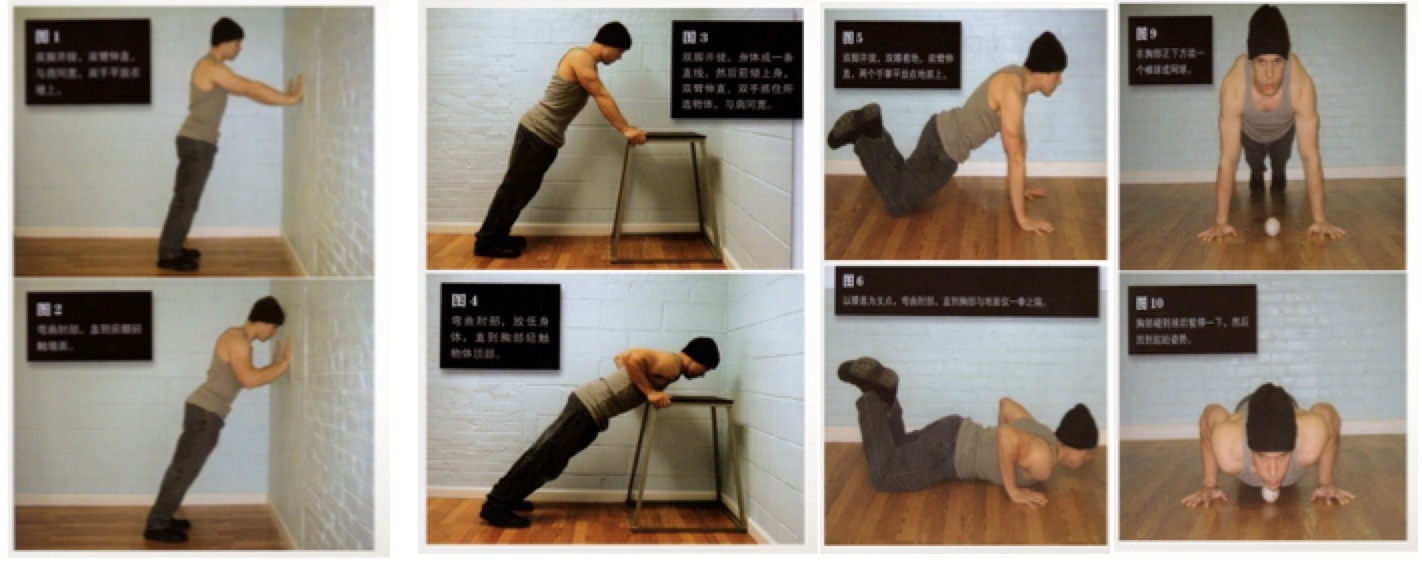 图1
双脚并拢，双臂伸直，
与肩同宽，双手平放在
墙上。
图2
弯曲肘部，直到前额轻
触墙面。
图3
双脚并拢，身体成一条
直线，然后前倾上身。
双臂伸直，双手抓住所
选物体，与肩同宽。
图4
弯曲肘部，放低身
体，直到胸部轻触
物体顶部。
图5
双脚并拢，双膝着地，双臂伸
直，两个手掌平放在地面上。
图6
以膝盖为支点，弯曲肘部，直到胸部与地面仅一拳之隔。
图9
在胸部正下方放一
个棒球或网球。
图10
胸部碰到球后暂停一下，然后
回到起始姿势。